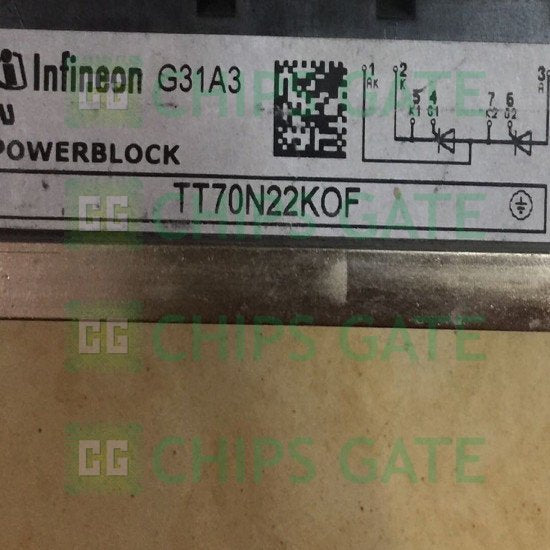 Infineon G31A3
POWERBLOCK
TT70N22KOF
1 2 3
AK K A
5 4 7 6
K1 G1 K2 G2
CG CHIPS GATE
CG CHIPS GATE
CG CHIPS GATE
CG CHIPS GATE